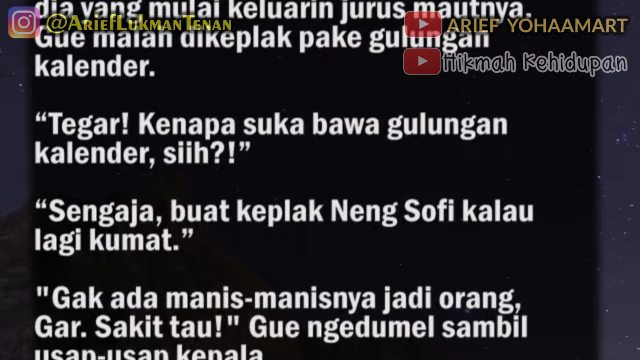 @AriefLukmanTenan
ARIEF YOHAAMART
Hikmah Kehidupan
dia yang mulai keluarin jurus mautnya.
Gue malah dikeplak pake gulungan
kalender.
“Tegar! Kenapa suka bawa gulungan
kalender, siih?!”
“Sengaja, buat keplak Neng Sofi kalau
lagi kumat.”
"Gak ada manis-manisnya jadi orang,
Gar. Sakit tau!" Gue ngedumel sambil
usap-usap kepala.